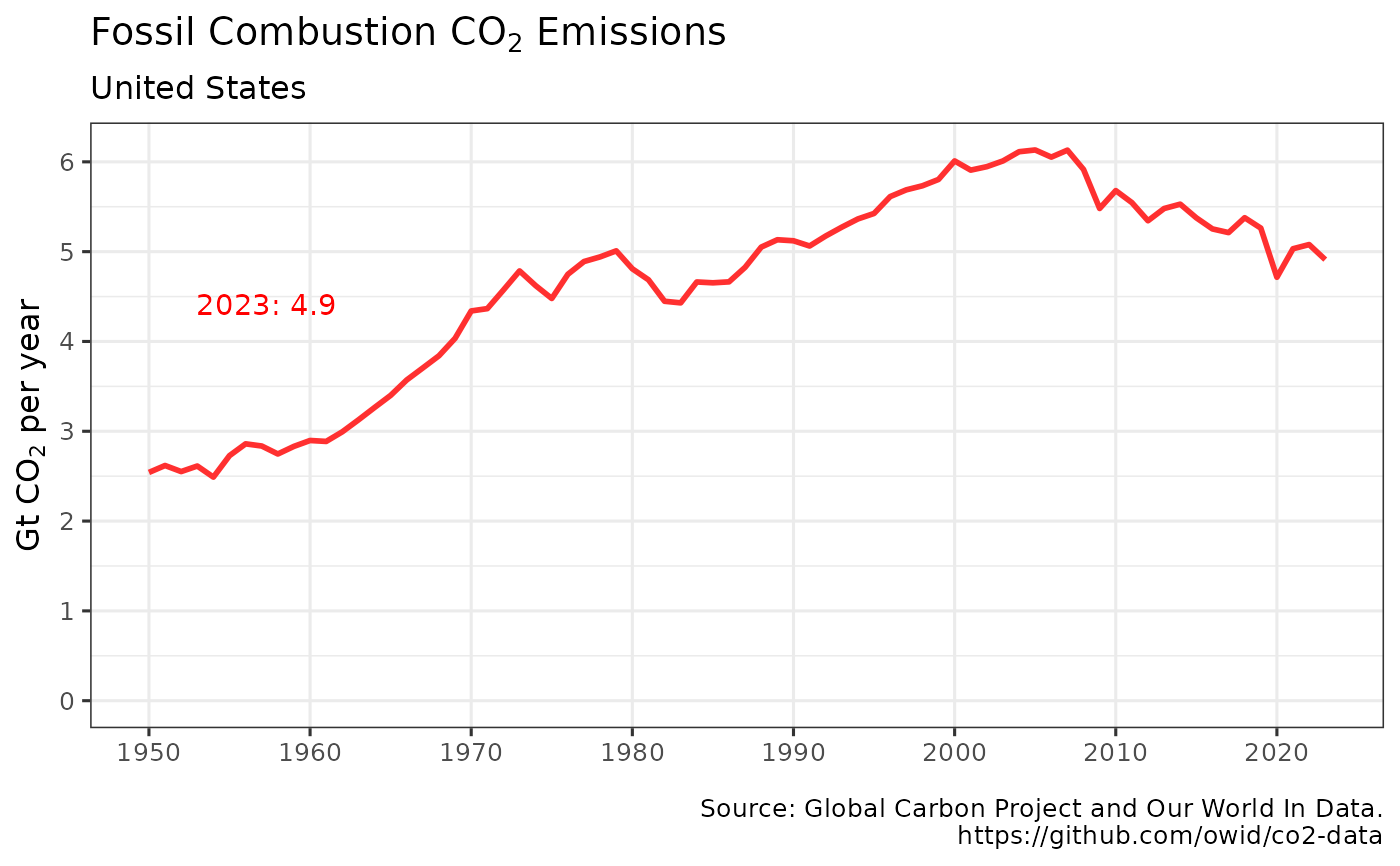 Fossil Combustion CO₂ Emissions
United States
Gt CO₂ per year
6
5
4
3
2
1
0
2023: 4.9
1950 1960 1970 1980 1990 2000 2010 2020
Source: Global Carbon Project and Our World In Data.
https://github.com/owid/co2-data